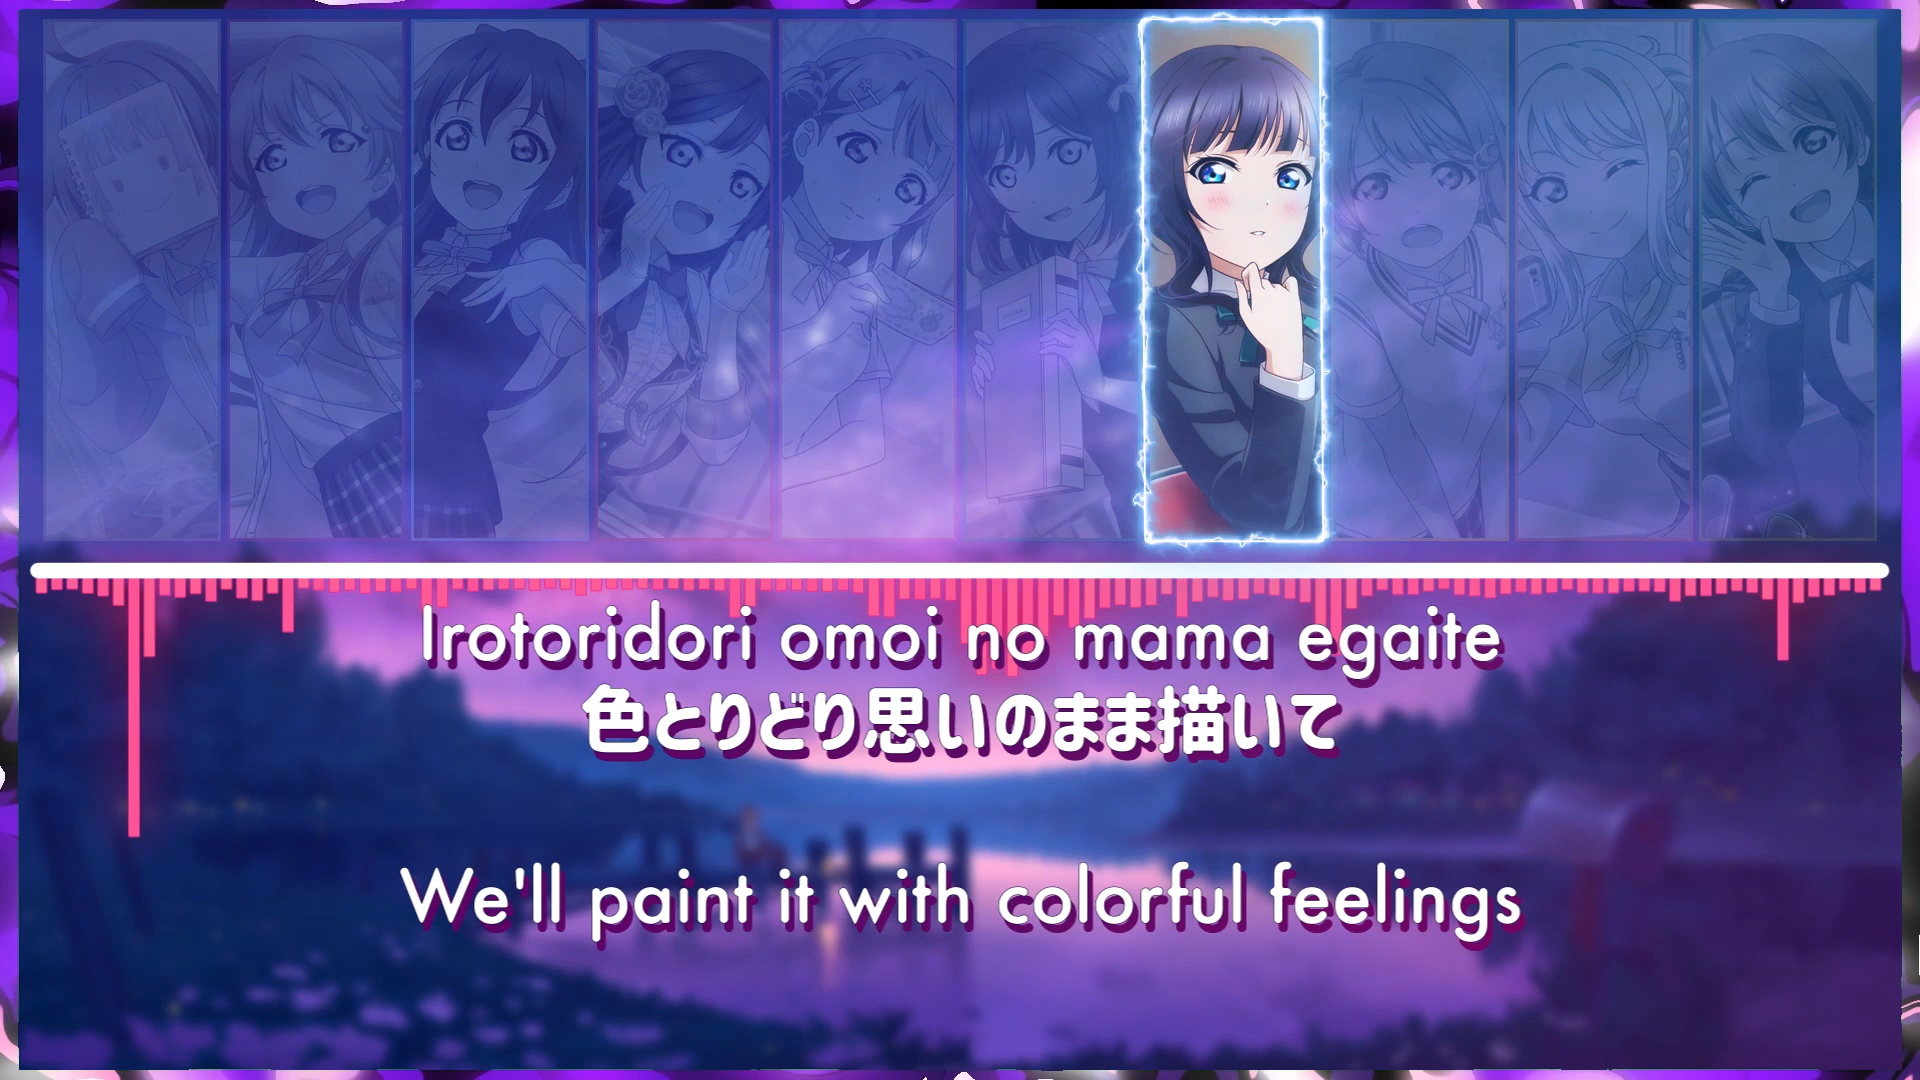 Irotoridori omoi no mama egaite
色とりどり思いのまま描いて
We'll paint it with colorful feelings